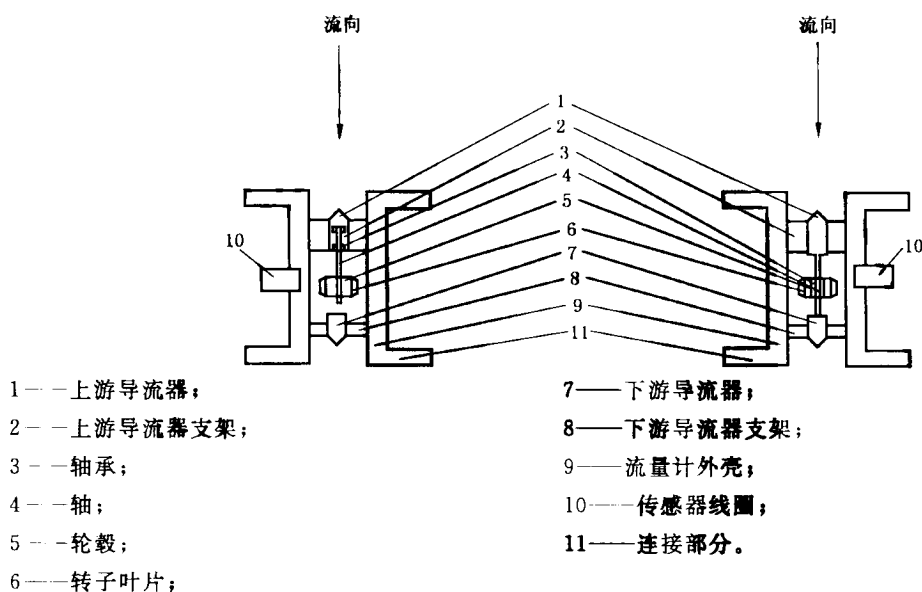 流向
流向
1
2
3
4
5
6
7
8
9
11
10
10
1——上游导流器；
2——上游导流器支架；
3——轴承；
4——轴；
5——轮毂；
6——转子叶片；
7——下游导流器；
8——下游导流器支架；
9——流量计外壳；
10——传感器线圈；
11——连接部分。